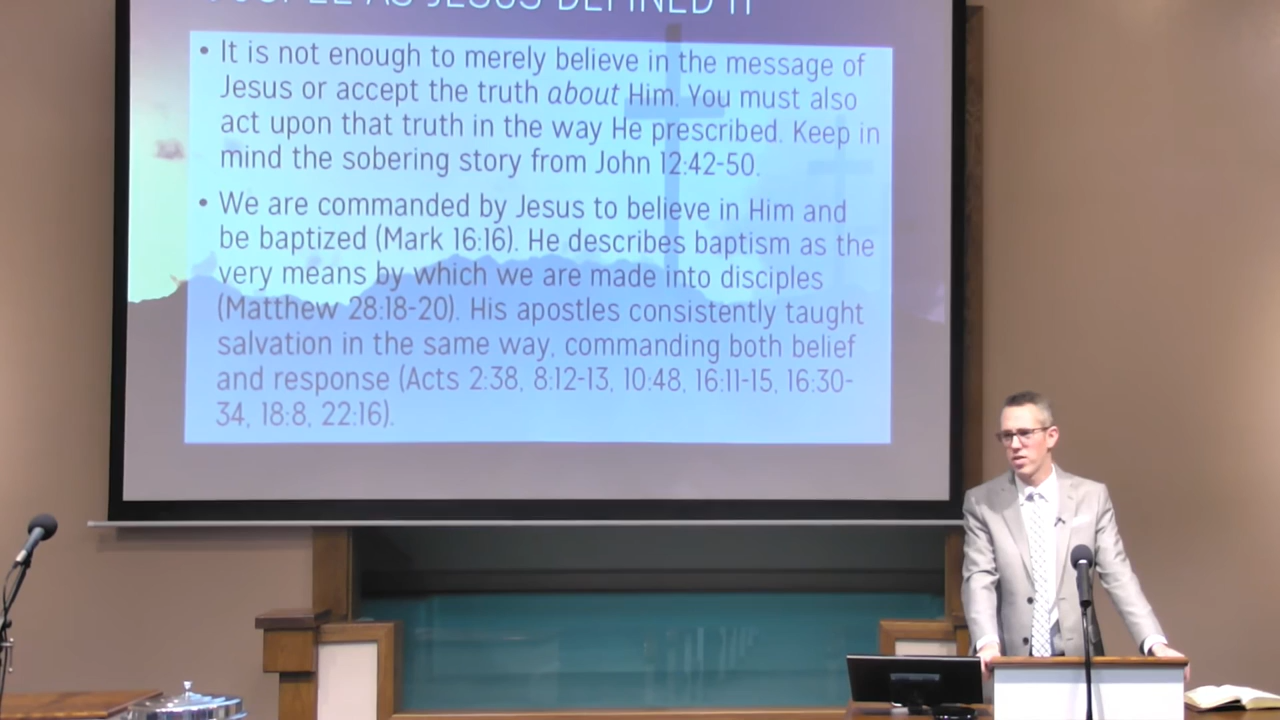 AS JESUS DEFINED IT
• It is not enough to merely believe in the message of
Jesus or accept the truth about Him. You must also
act upon that truth in the way He prescribed. Keep in
mind the sobering story from John 12:42-50.
• We are commanded by Jesus to believe in Him and
be baptized (Mark 16:16). He describes baptism as the
very means by which we are made into disciples
(Matthew 28:18-20). His apostles consistently taught
salvation in the same way, commanding both belief
and response (Acts 2:38, 8:12-13, 10:48, 16:11-15, 16:30-
34, 18:8, 22:16).